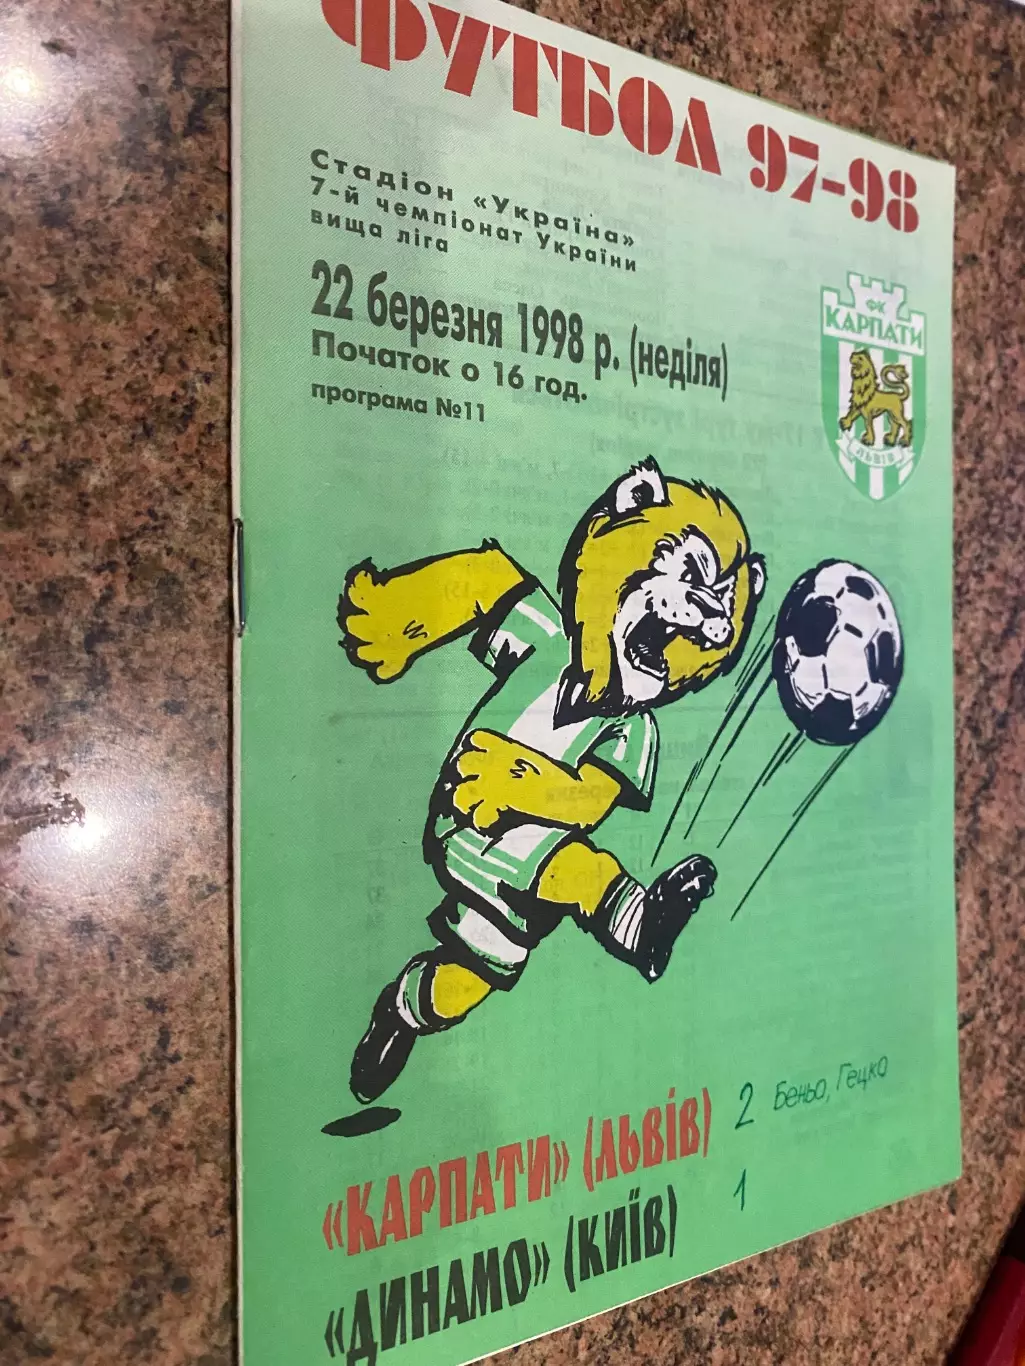 ФУТБОЛ 97-98
Стадіон «Україна»
7-й чемпіонат України
вища ліга
22 березня 1998 р. (неділя)
Початок о 16 год.
програма №11
ФК
КАРПАТИ
ЛЬВІВ
«КАРПАТИ» (ЛЬВІВ) 2 Беньо, Гецко
«ДИНАМО» (КИЇВ) 1